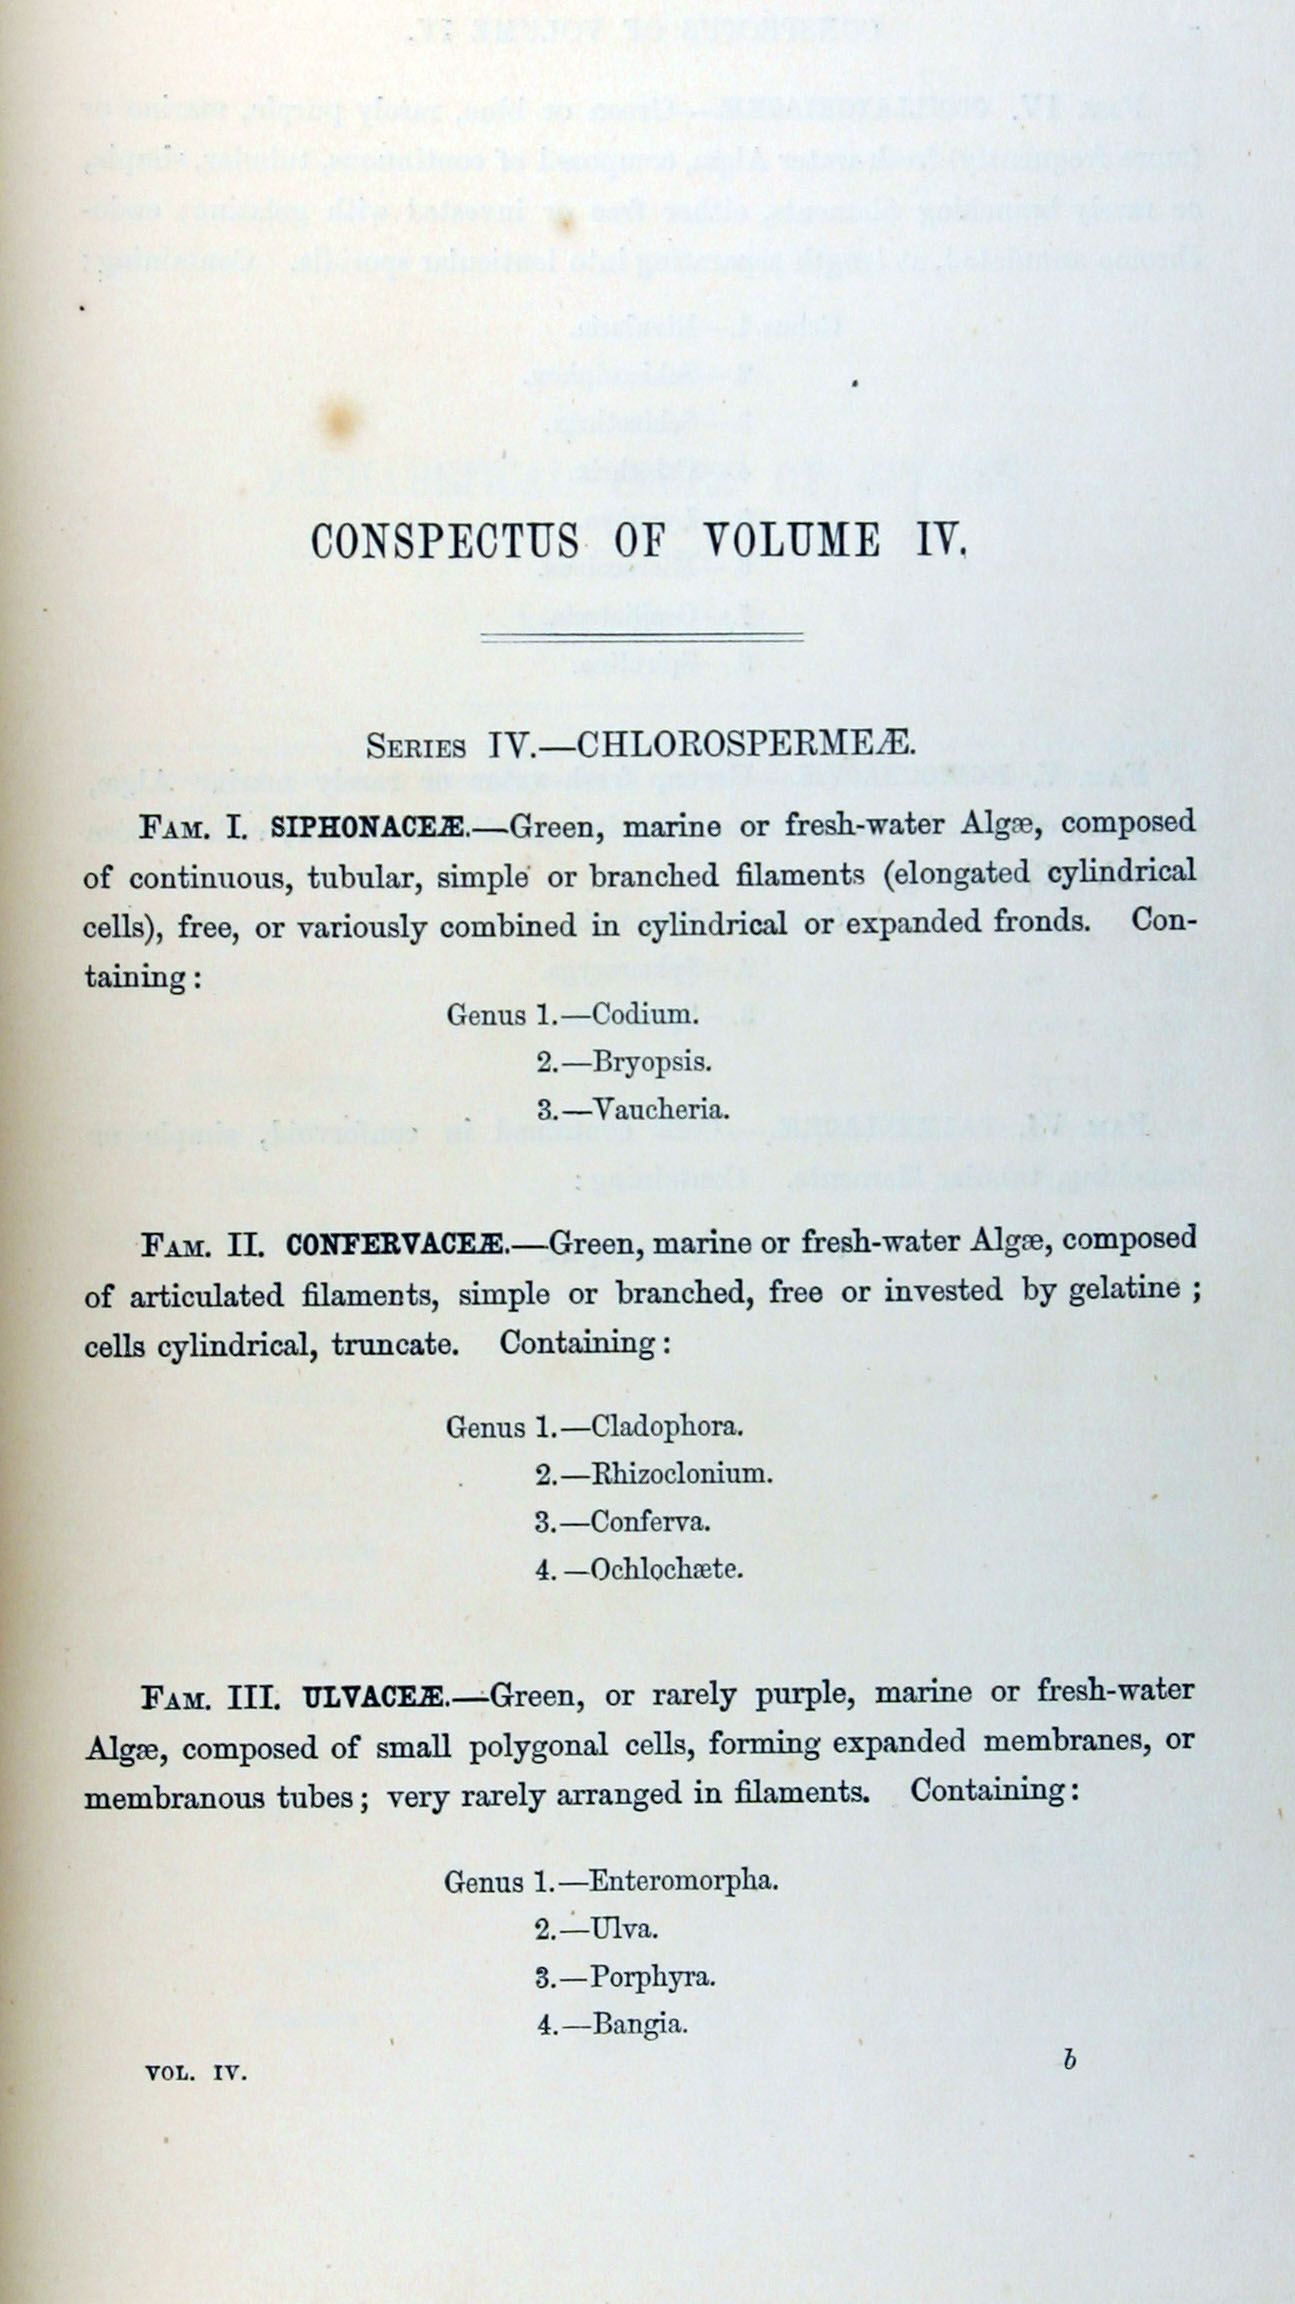 CONSPECTUS OF VOLUME IV.
SERIES IV.—CHLOROSPERMEÆ.
FAM. I. SIPHONACEÆ.—Green, marine or fresh-water Algæ, composed
of continuous, tubular, simple or branched filaments (elongated cylindrical
cells), free, or variously combined in cylindrical or expanded fronds. Con-
taining:
Genus 1.—Codium.
2.—Bryopsis.
3.—Vaucheria.
FAM. II. CONFERVACEÆ.—Green, marine or fresh-water Algæ, composed
of articulated filaments, simple or branched, free or invested by gelatine ;
cells cylindrical, truncate. Containing:
Genus 1.—Cladophora.
2.—Rhizoclonium.
3.—Conferva.
4. —Ochlochæte.
FAM. III. ULVACEÆ.—Green, or rarely purple, marine or fresh-water
Algæ, composed of small polygonal cells, forming expanded membranes, or
membranous tubes; very rarely arranged in filaments. Containing:
Genus 1.—Enteromorpha.
2.—Ulva.
3.—Porphyra.
4.—Bangia.
VOL. IV. b